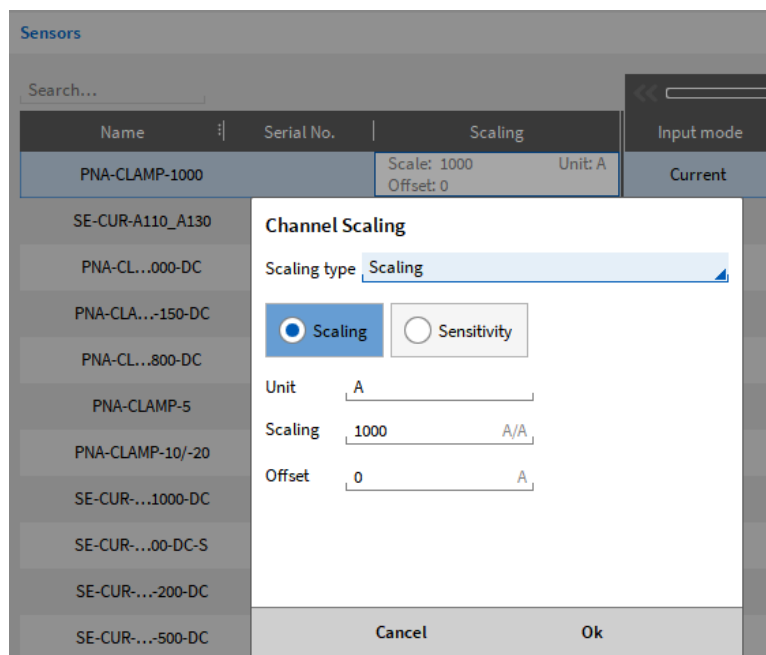 Sensors
Search...
Name Serial No. Scaling Input mode
PNA-CLAMP-1000 Scale: 1000 Unit: A Current
Offset: 0
SE-CUR-A110_A130
PNA-CL...000-DC
PNA-CLA...-150-DC
PNA-CL...800-DC
PNA-CLAMP-5
PNA-CLAMP-10/-20
SE-CUR-...1000-DC
SE-CUR-...00-DC-S
SE-CUR-...-200-DC
SE-CUR-...-500-DC
Channel Scaling
Scaling type Scaling
Scaling Sensitivity
Unit A
Scaling 1000 A/A
Offset 0 A
Cancel Ok